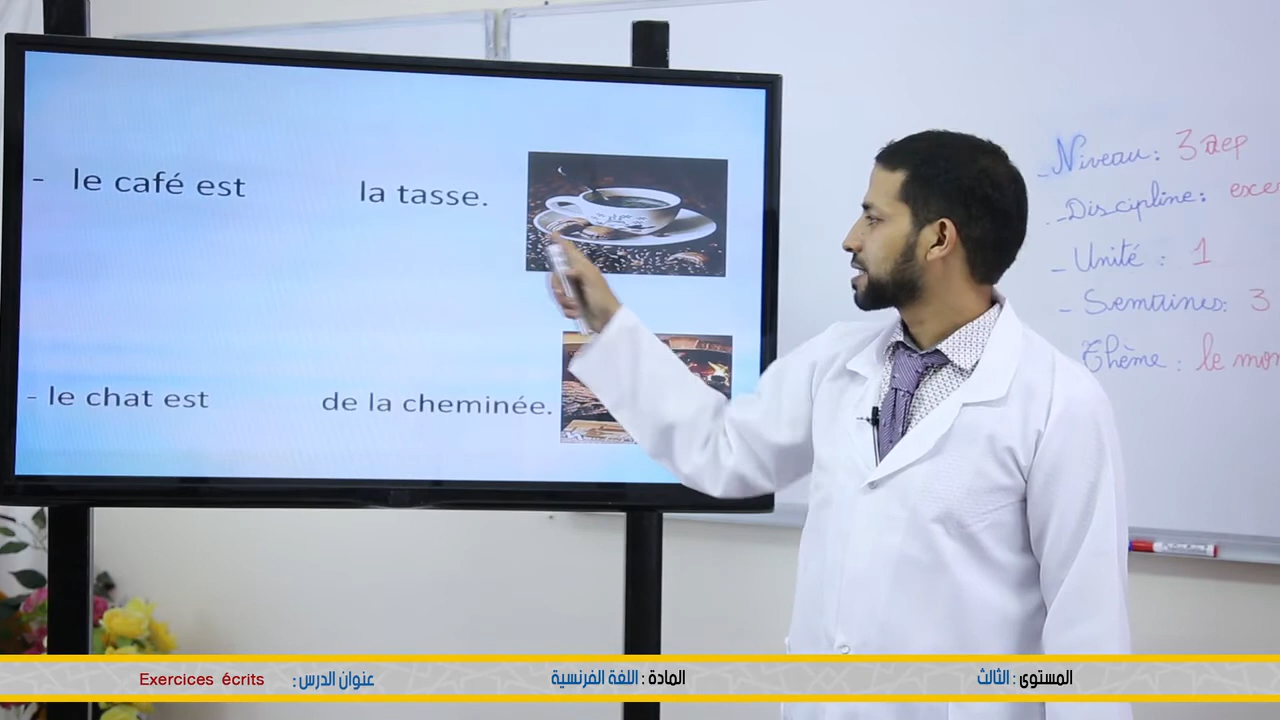 - le café est la tasse.
- le chat est de la cheminée.
- Niveau : 3 aep
- Discipline :
- Unité : 1
- Semaines: 3
Thème : le
المستوى : الثالث
المادة : اللغة الفرنسية
عنوان الدرس : Exercices écrits